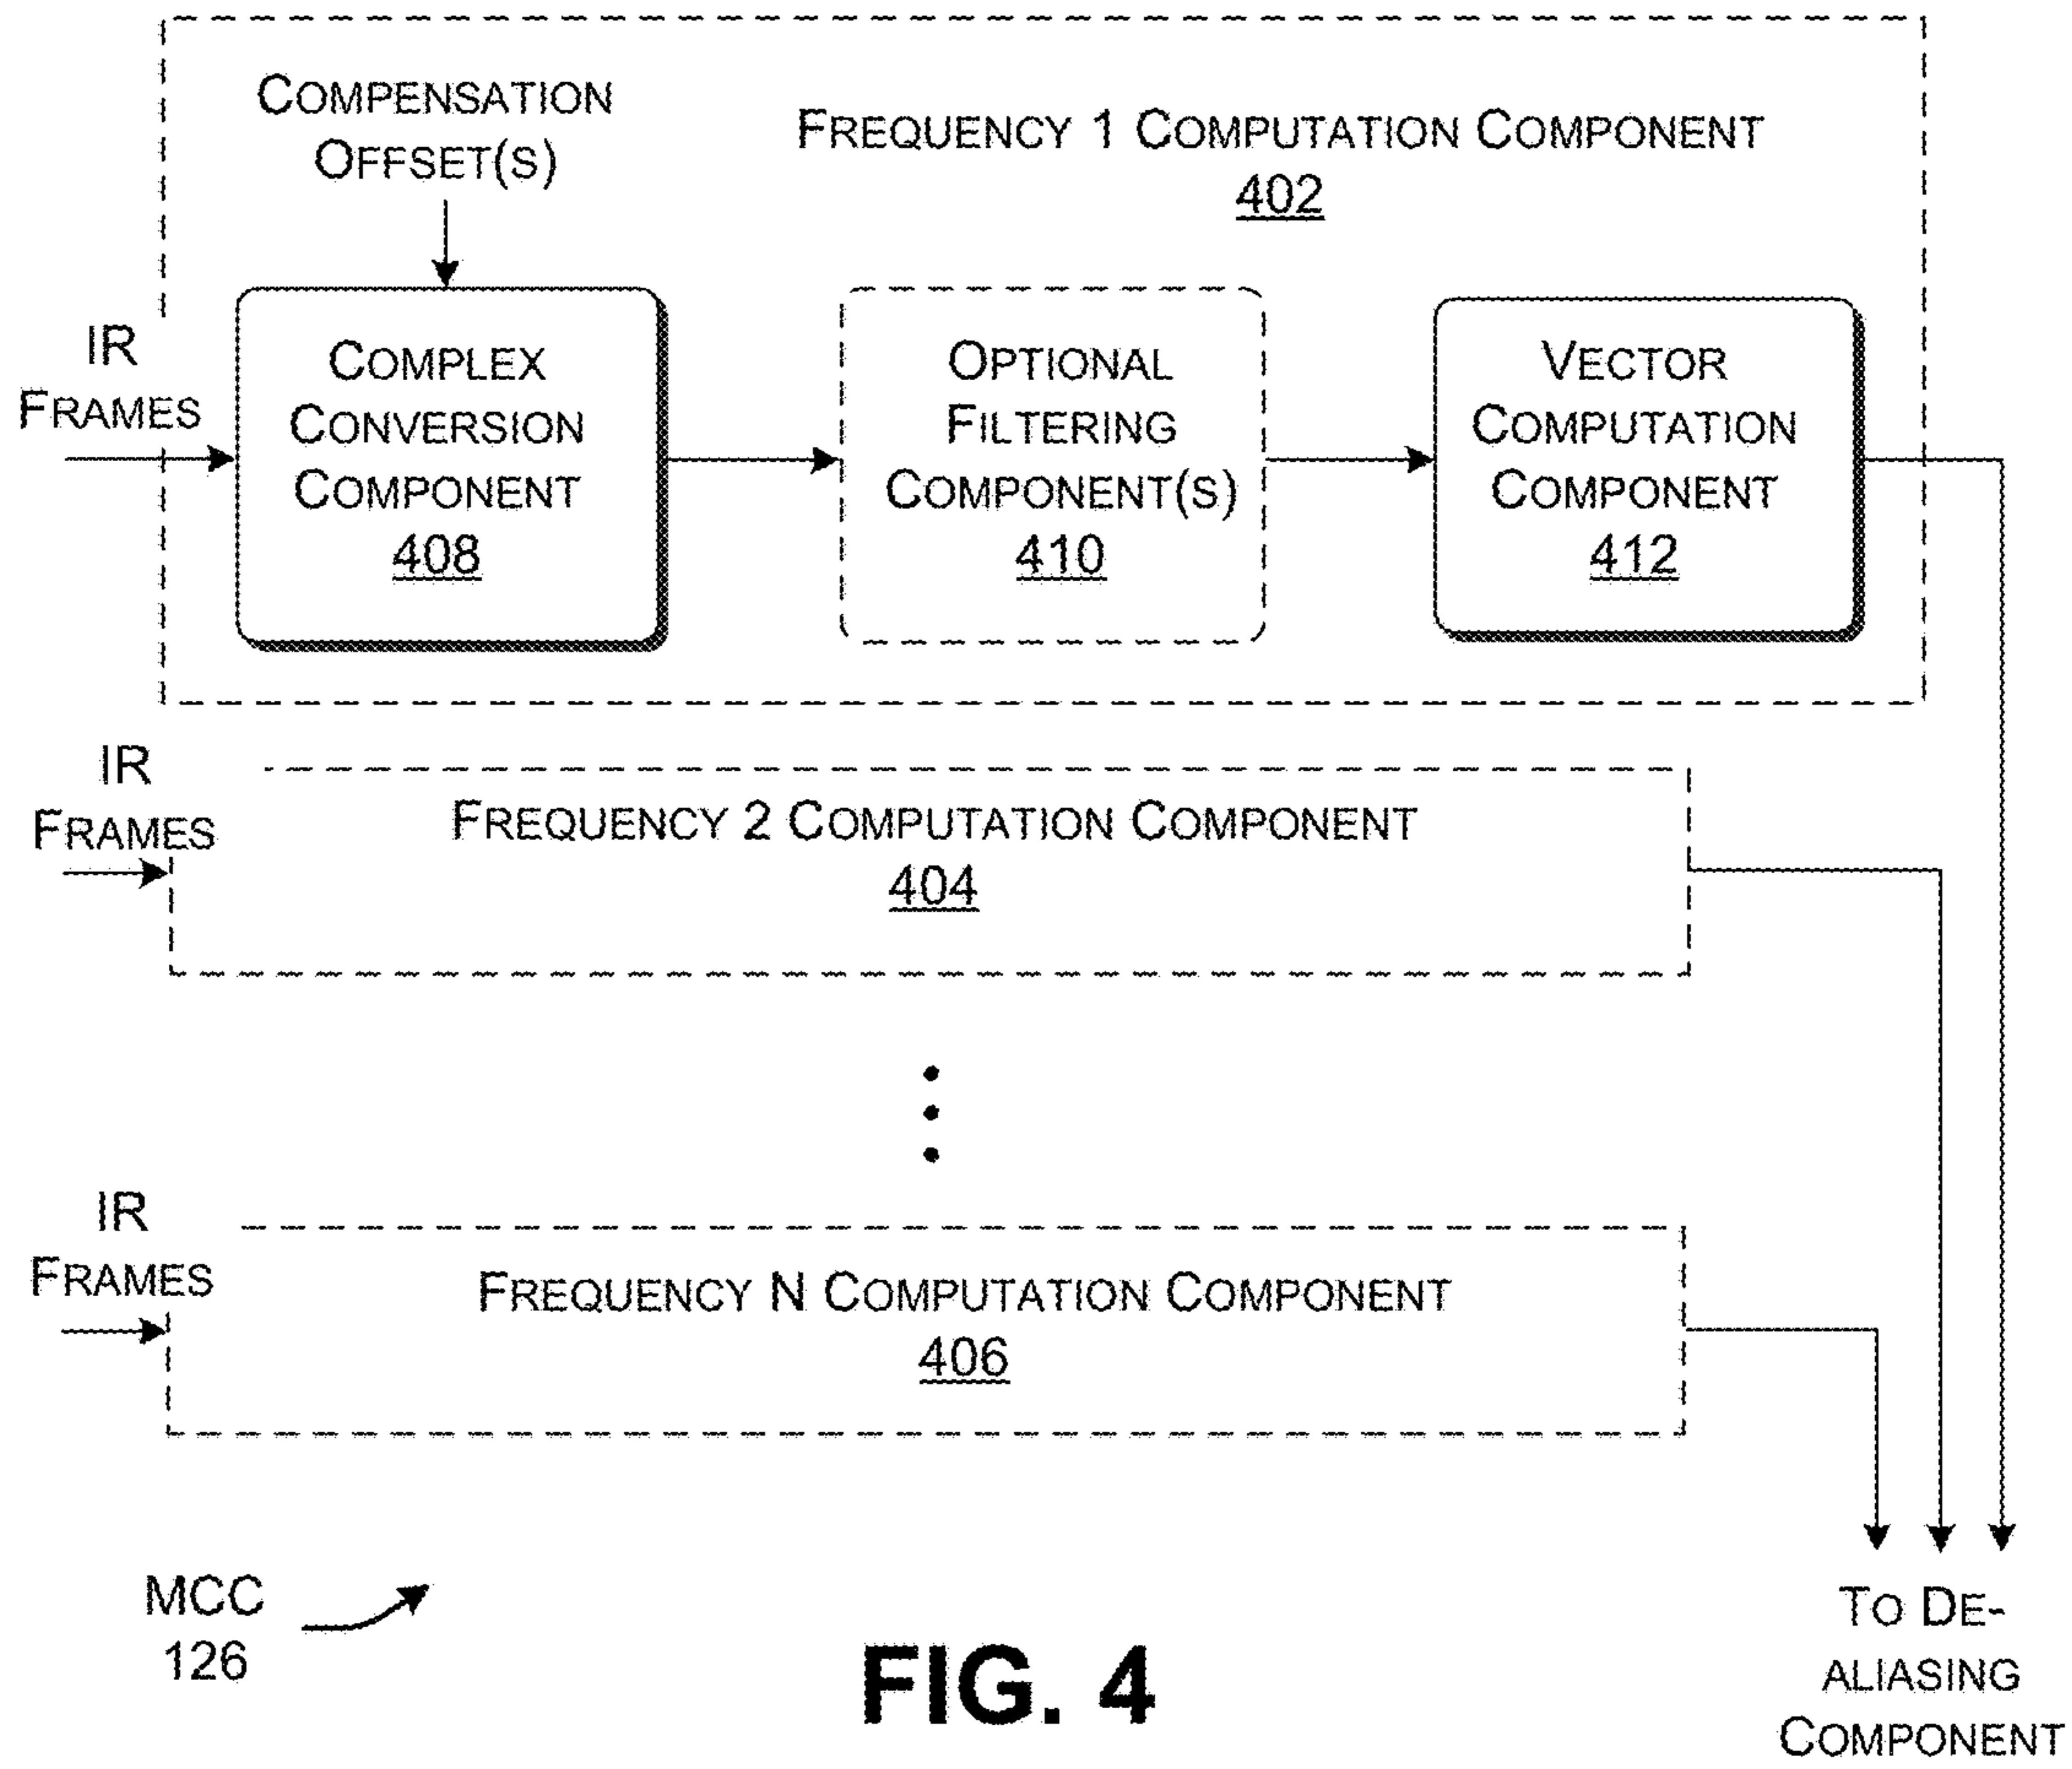 COMPENSATION
OFFSET(S)
FREQUENCY 1 COMPUTATION COMPONENT
402
IR
FRAMES
COMPLEX
CONVERSION
COMPONENT
408
OPTIONAL
FILTERING
COMPONENT(S)
410
VECTOR
COMPUTATION
COMPONENT
412
IR
FRAMES
FREQUENCY 2 COMPUTATION COMPONENT
404
IR
FRAMES
FREQUENCY N COMPUTATION COMPONENT
406
MCC
126
FIG. 4
TO DE-
ALIASING
COMPONENT